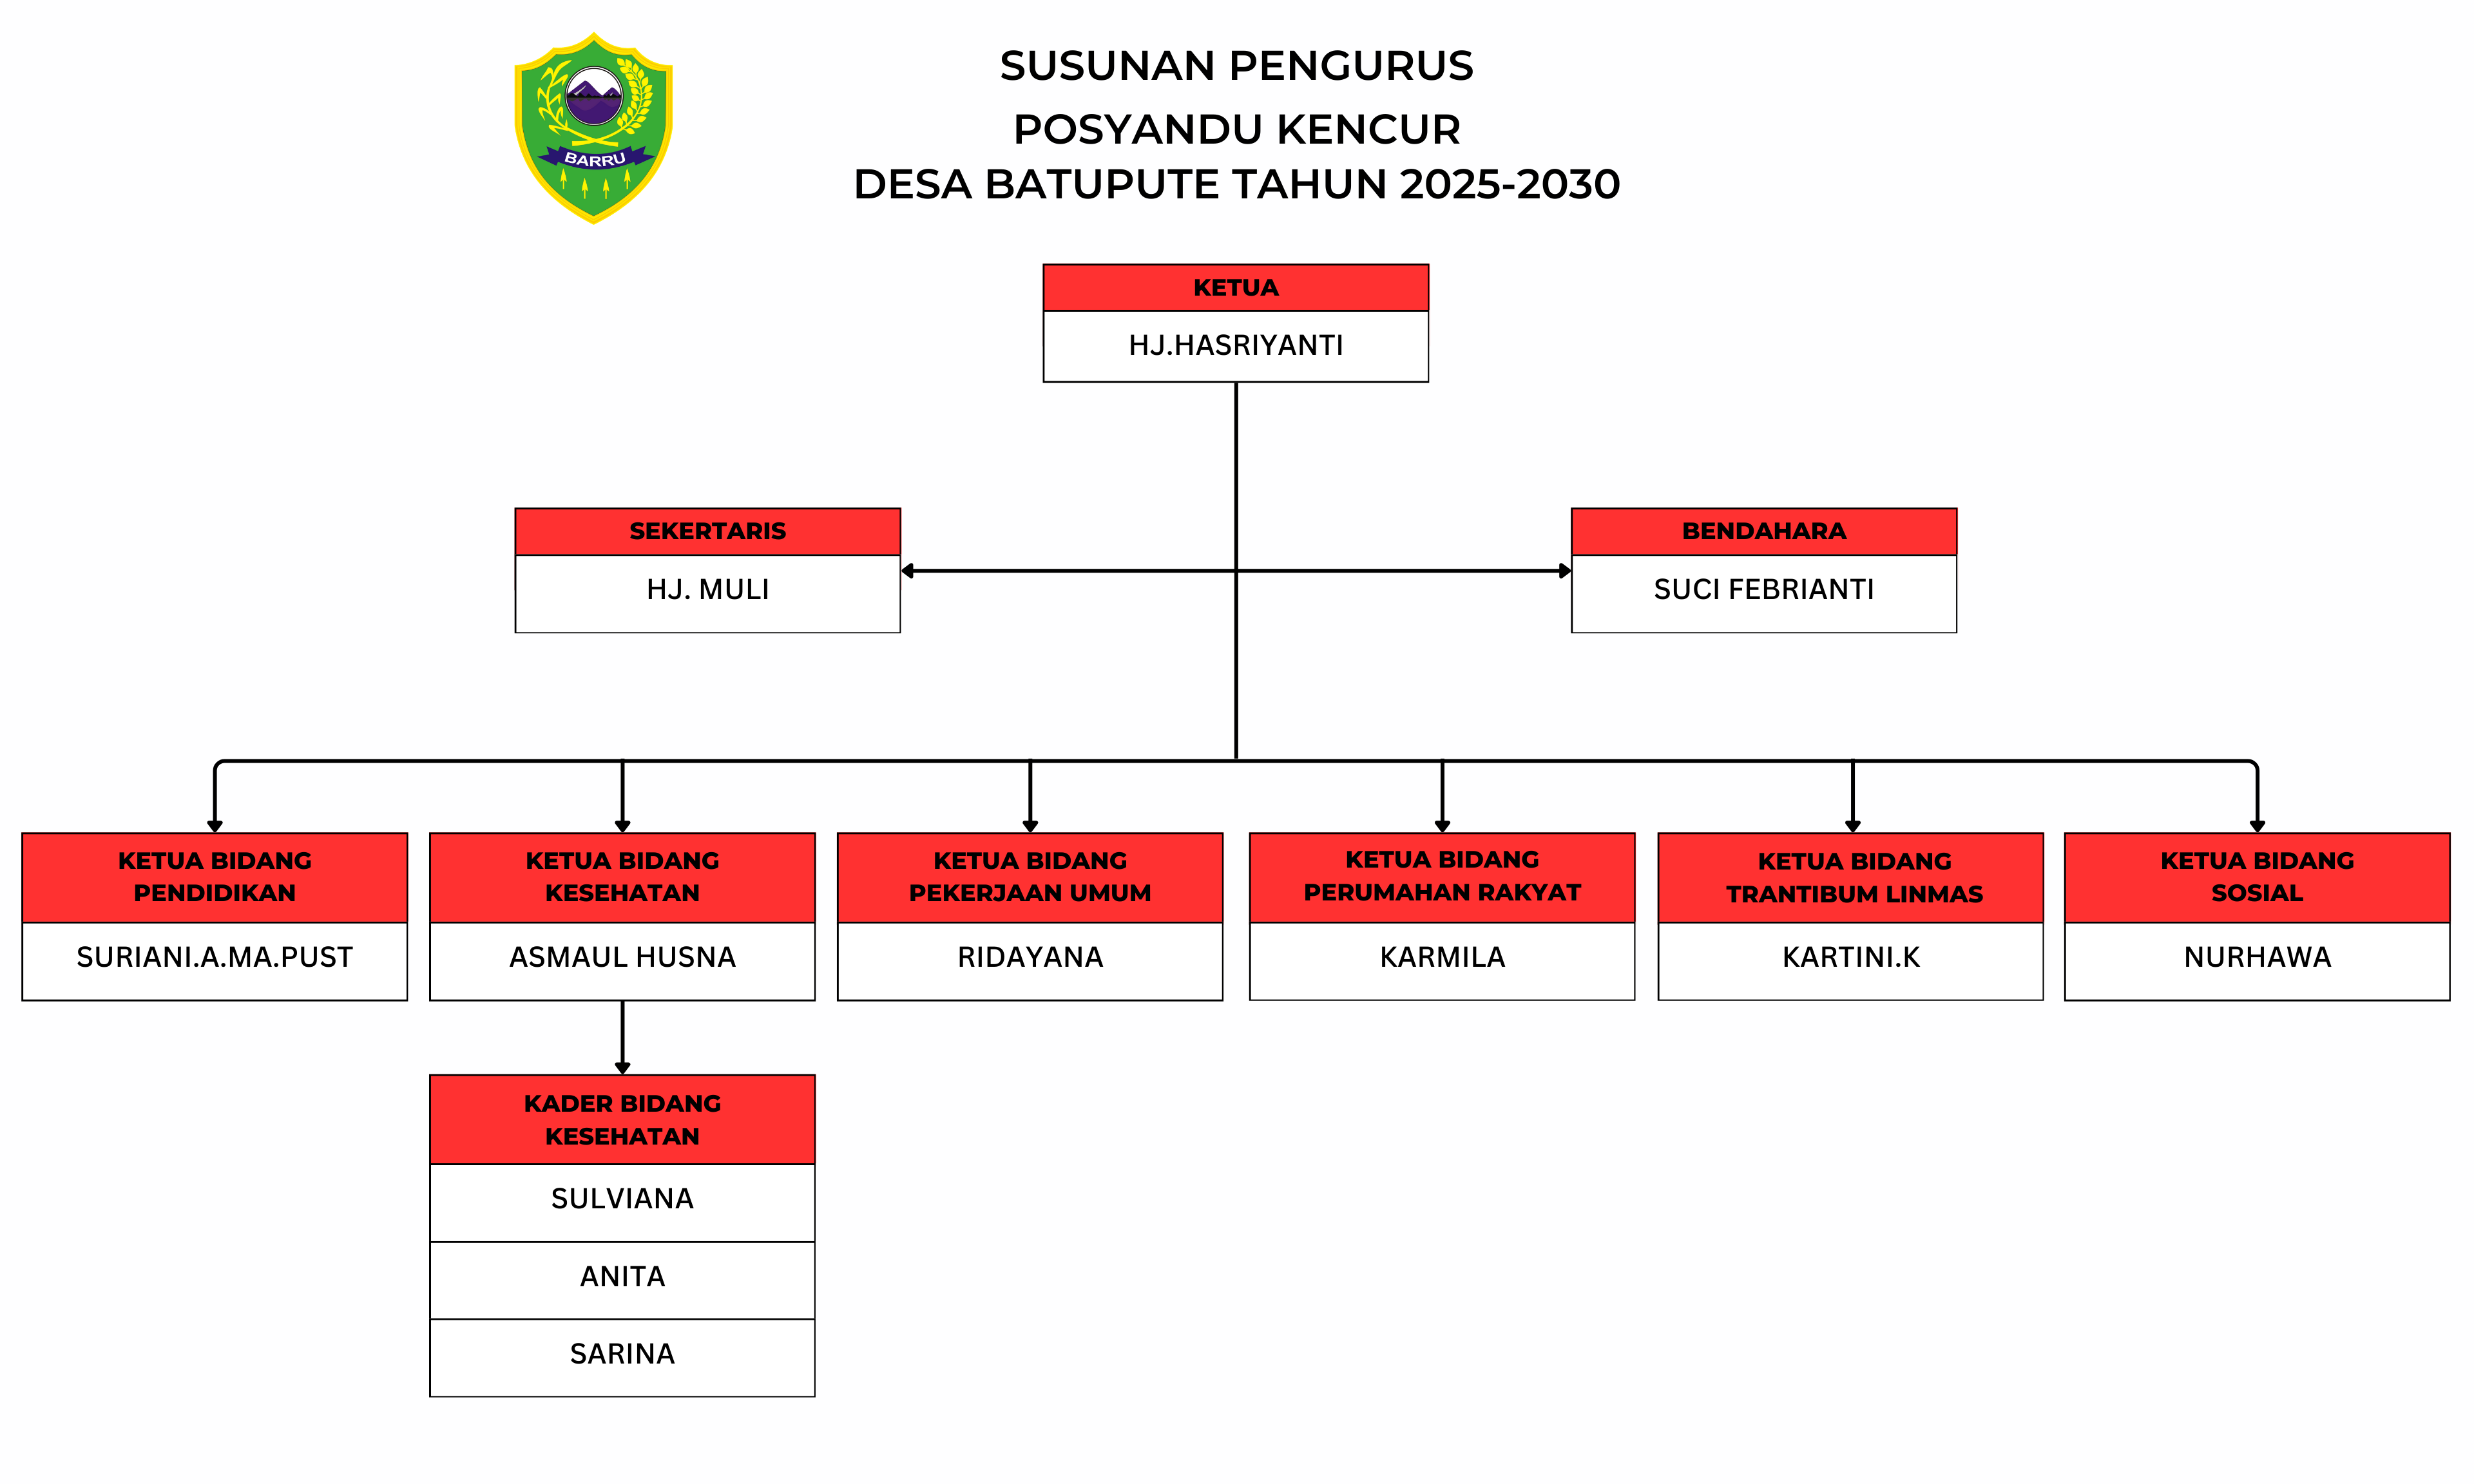 SUSUNAN PENGURUS
POSYANDU KENCUR
DESA BATUPUTE TAHUN 2025-2030
BARRU
KETUA
HJ.HASRIYANTI
SEKERTARIS
HJ. MULI
BENDAHARA
SUCI FEBRIANTI
KETUA BIDANG
PENDIDIKAN
SURIANI.A.MA.PUST
KETUA BIDANG
KESEHATAN
ASMAUL HUSNA
KETUA BIDANG
PEKERJAAN UMUM
RIDAYANA
KETUA BIDANG
PERUMAHAN RAKYAT
KARMILA
KETUA BIDANG
TRANTIBUM LINMAS
KARTINI.K
KETUA BIDANG
SOSIAL
NURHAWA
KADER BIDANG
KESEHATAN
SULVIANA
ANITA
SARINA